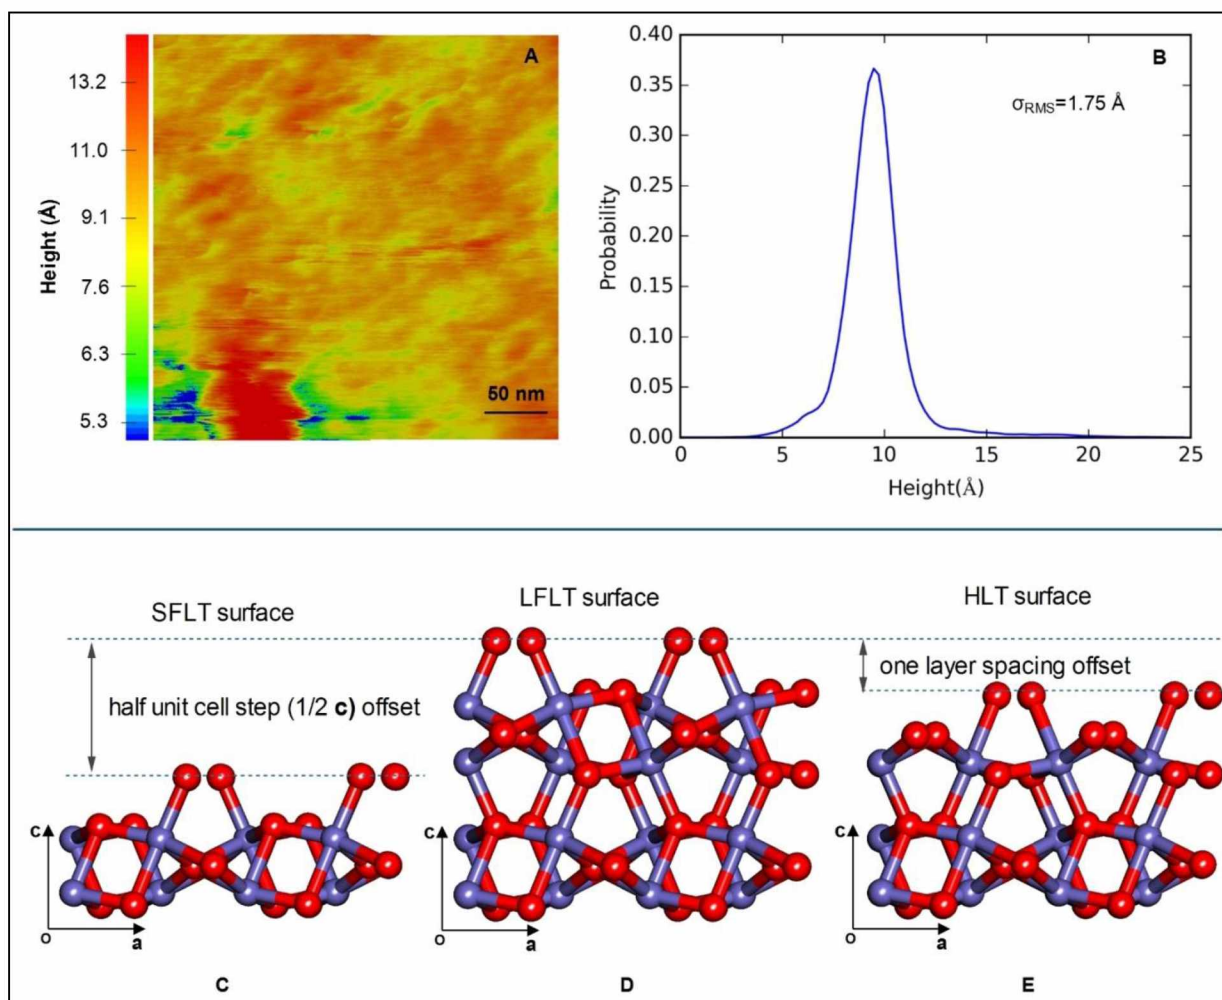 A
Height (Å)
13.2
11.0
9.1
7.6
6.3
5.3
50 nm
B
σRMS=1.75 Å
Probability
0.40
0.35
0.30
0.25
0.20
0.15
0.10
0.05
0.00
0 5 10 15 20 25
Height(Å)
SFLT surface
LFLT surface
HLT surface
half unit cell step (1/2 c) offset
one layer spacing offset
c
o
a
c
o
a
c
o
a
C
D
E